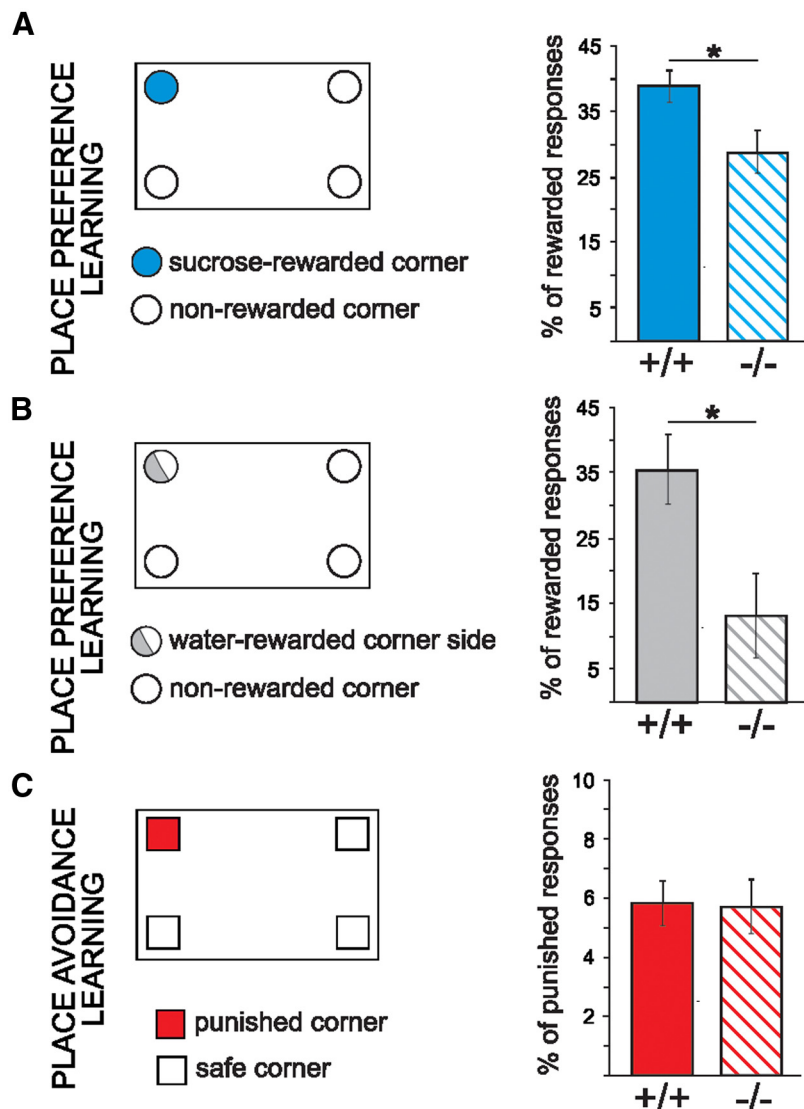 A
PLACE PREFERENCE
LEARNING
sucrose-rewarded corner
non-rewarded corner
% of rewarded responses
45
35
25
15
5
*
+/+
-/-
B
PLACE PREFERENCE
LEARNING
water-rewarded corner side
non-rewarded corner
% of rewarded responses
45
35
25
15
5
*
+/+
-/-
C
PLACE AVOIDANCE
LEARNING
punished corner
safe corner
% of punished responses
10
8
6
4
2
+/+
-/-